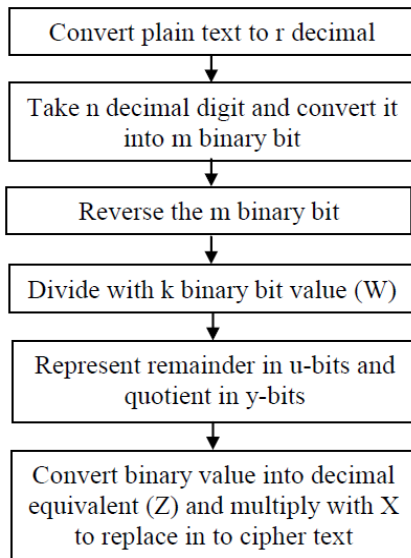 Convert plain text to r decimal
Take n decimal digit and convert it
into m binary bit
Reverse the m binary bit
Divide with k binary bit value (W)
Represent remainder in u-bits and
quotient in y-bits
Convert binary value into decimal
equivalent (Z) and multiply with X
to replace in to cipher text